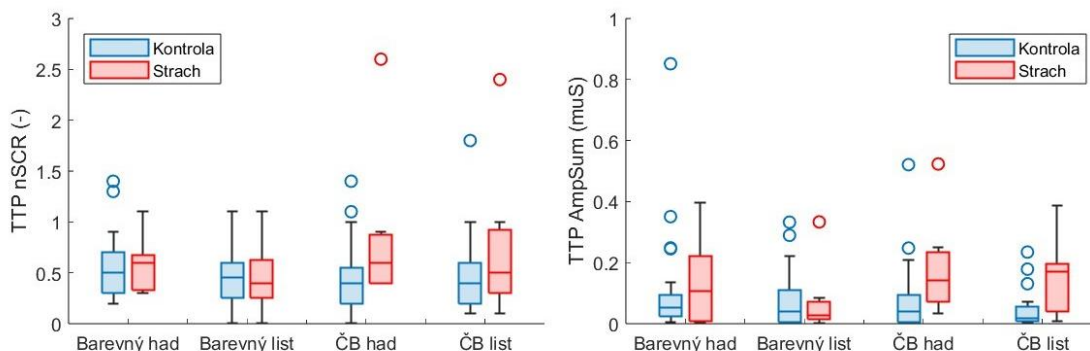 TTP nSCR (-)
3
2.5
2
1.5
1
0.5
0
Kontrola
Strach
Barevný had
Barevný list
ČB had
ČB list
TTP AmpSum (muS)
1
0.8
0.6
0.4
0.2
0
Kontrola
Strach
Barevný had
Barevný list
ČB had
ČB list